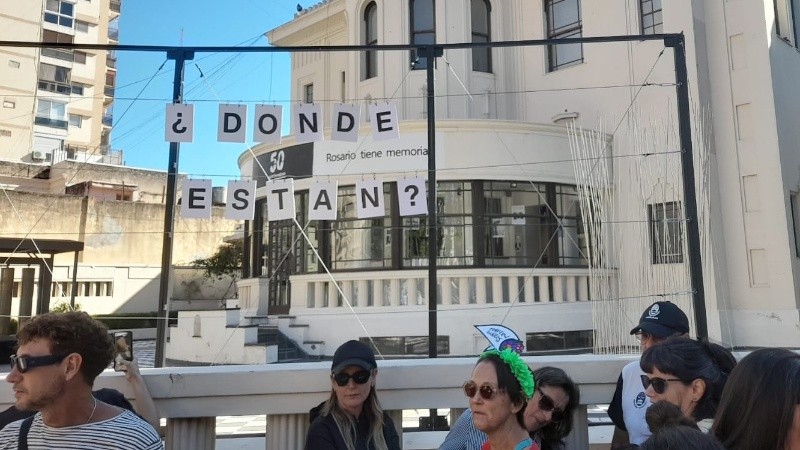 ¿DONDE
ESTAN?
50
Rosario tiene memoria